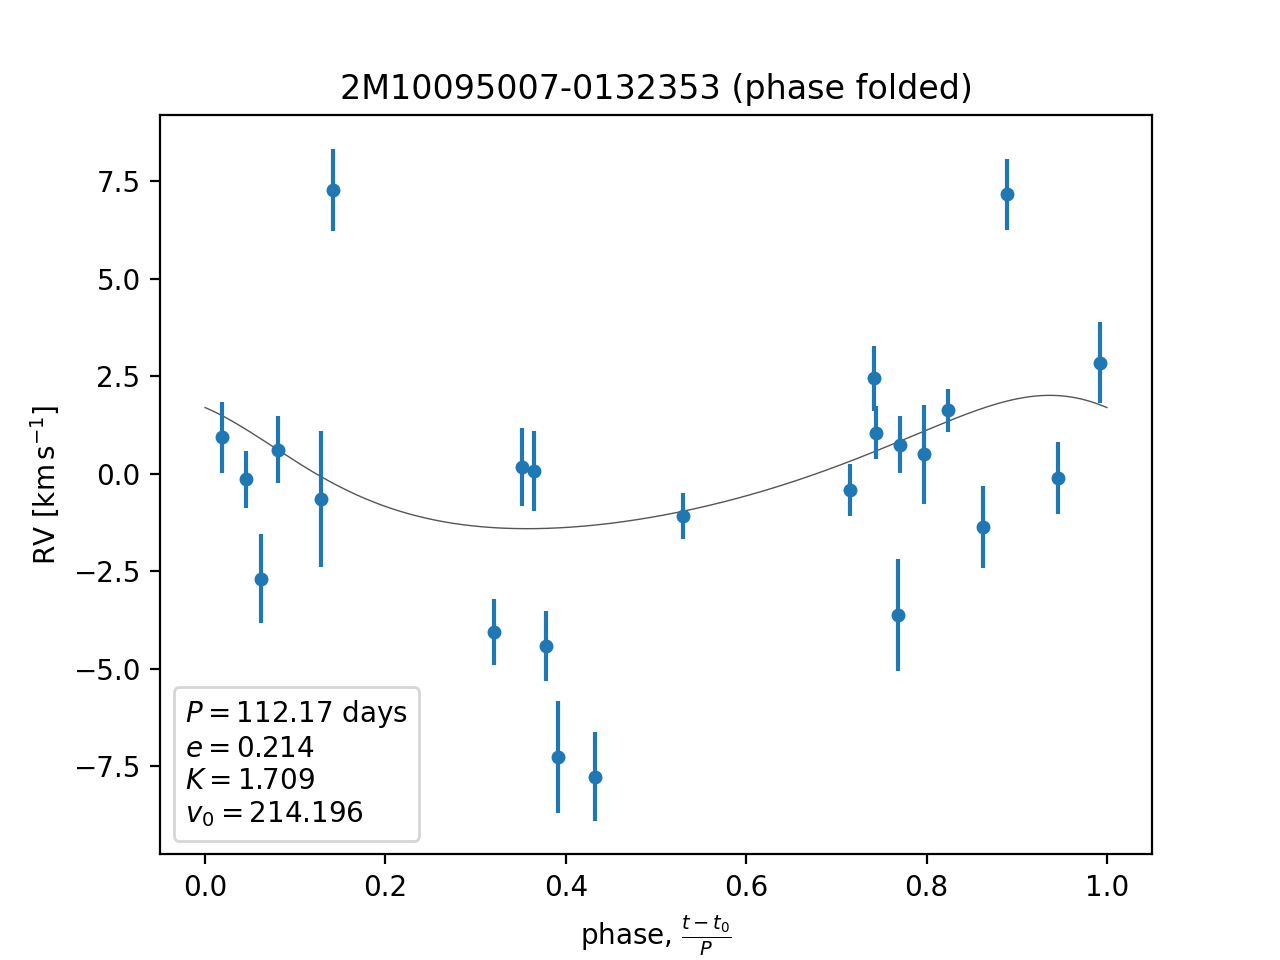 2M10095007-0132353 (phase folded)
RV [km s⁻¹]
7.5
5.0
2.5
0.0
−2.5
−5.0
−7.5
P = 112.17 days
e = 0.214
K = 1.709
v₀ = 214.196
0.0 0.2 0.4 0.6 0.8 1.0
phase, (t − t₀)/P